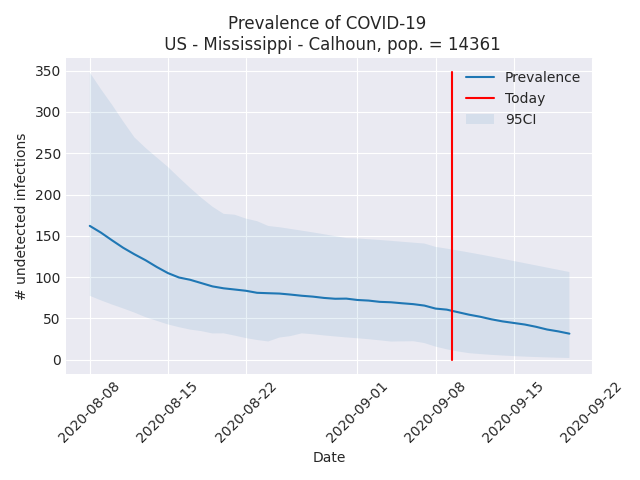 Prevalence of COVID-19
US - Mississippi - Calhoun, pop. = 14361
# undetected infections
350
300
250
200
150
100
50
0
Prevalence
Today
95CI
2020-08-08
2020-08-15
2020-08-22
2020-09-01
2020-09-08
2020-09-15
2020-09-22
Date